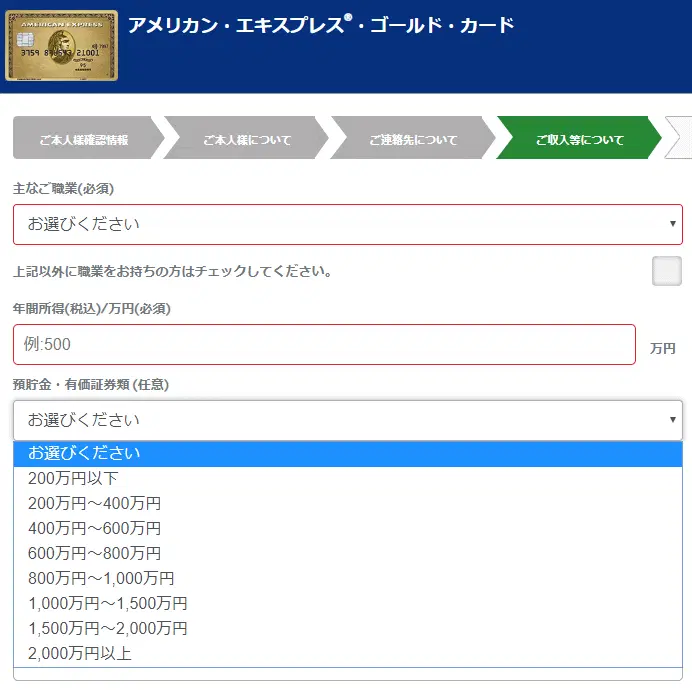 アメリカン・エキスプレス®・ゴールド・カード
AMERICAN EXPRESS
ご本人様確認情報
ご本人様について
ご連絡先について
ご収入等について
主なご職業(必須)
お選びください
上記以外に職業をお持ちの方はチェックしてください。
年間所得(税込)/万円(必須)
例:500
万円
預貯金・有価証券類 (任意)
お選びください
お選びください
200万円以下
200万円～400万円
400万円～600万円
600万円～800万円
800万円～1,000万円
1,000万円～1,500万円
1,500万円～2,000万円
2,000万円以上